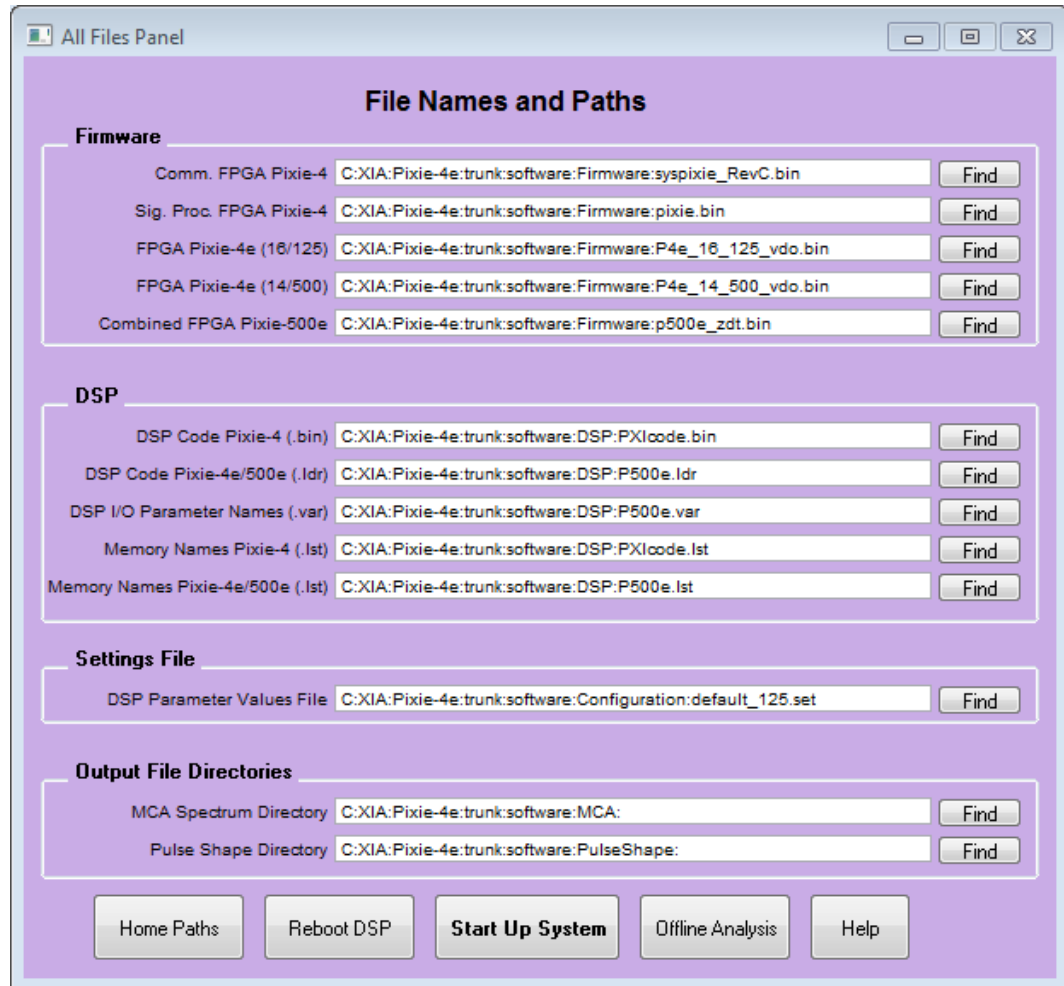 All Files Panel
File Names and Paths
Firmware
Comm. FPGA Pixie-4 C:XIA:Pixie-4e:trunk:software:Firmware:syspixie_RevC.bin Find
Sig. Proc. FPGA Pixie-4 C:XIA:Pixie-4e:trunk:software:Firmware:pixie.bin Find
FPGA Pixie-4e (16/125) C:XIA:Pixie-4e:trunk:software:Firmware:P4e_16_125_vdo.bin Find
FPGA Pixie-4e (14/500) C:XIA:Pixie-4e:trunk:software:Firmware:P4e_14_500_vdo.bin Find
Combined FPGA Pixie-500e C:XIA:Pixie-4e:trunk:software:Firmware:p500e_zdt.bin Find
DSP
DSP Code Pixie-4 (.bin) C:XIA:Pixie-4e:trunk:software:DSP:PXIcode.bin Find
DSP Code Pixie-4e/500e (.ldr) C:XIA:Pixie-4e:trunk:software:DSP:P500e.ldr Find
DSP I/O Parameter Names (.var) C:XIA:Pixie-4e:trunk:software:DSP:P500e.var Find
Memory Names Pixie-4 (.lst) C:XIA:Pixie-4e:trunk:software:DSP:PXIcode.lst Find
Memory Names Pixie-4e/500e (.lst) C:XIA:Pixie-4e:trunk:software:DSP:P500e.lst Find
Settings File
DSP Parameter Values File C:XIA:Pixie-4e:trunk:software:Configuration:default_125.set Find
Output File Directories
MCA Spectrum Directory C:XIA:Pixie-4e:trunk:software:MCA: Find
Pulse Shape Directory C:XIA:Pixie-4e:trunk:software:PulseShape: Find
Home Paths Reboot DSP Start Up System Offline Analysis Help